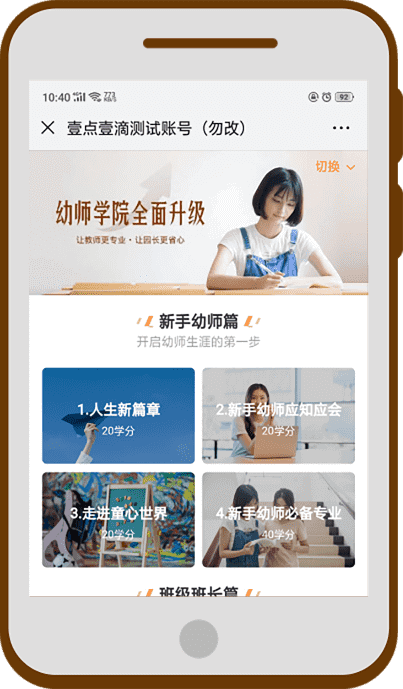 10:40
92
壹点壹滴测试账号（勿改）
切换
幼师学院全面升级
让教师更专业·让园长更省心
新手幼师篇
开启幼师生涯的第一步
1.人生新篇章
20学分
2.新手幼师应知应会
20学分
3.走进童心世界
20学分
4.新手幼师必备专业
40学分
班级班长篇